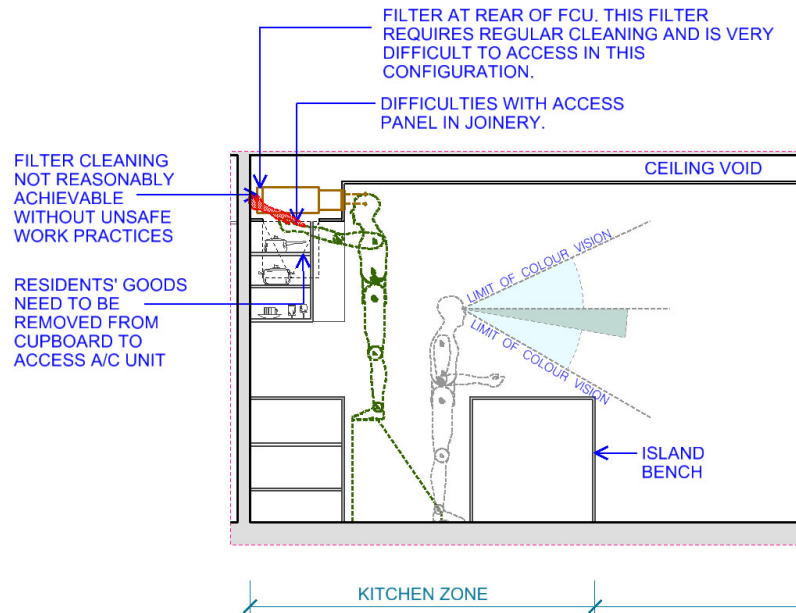 FILTER AT REAR OF FCU. THIS FILTER
REQUIRES REGULAR CLEANING AND IS VERY
DIFFICULT TO ACCESS IN THIS
CONFIGURATION.
DIFFICULTIES WITH ACCESS
PANEL IN JOINERY.
FILTER CLEANING
NOT REASONABLY
ACHIEVABLE
WITHOUT UNSAFE
WORK PRACTICES
CEILING VOID
RESIDENTS' GOODS
NEED TO BE
REMOVED FROM
CUPBOARD TO
ACCESS A/C UNIT
LIMIT OF COLOUR VISION
LIMIT OF COLOUR VISION
ISLAND
BENCH
KITCHEN ZONE